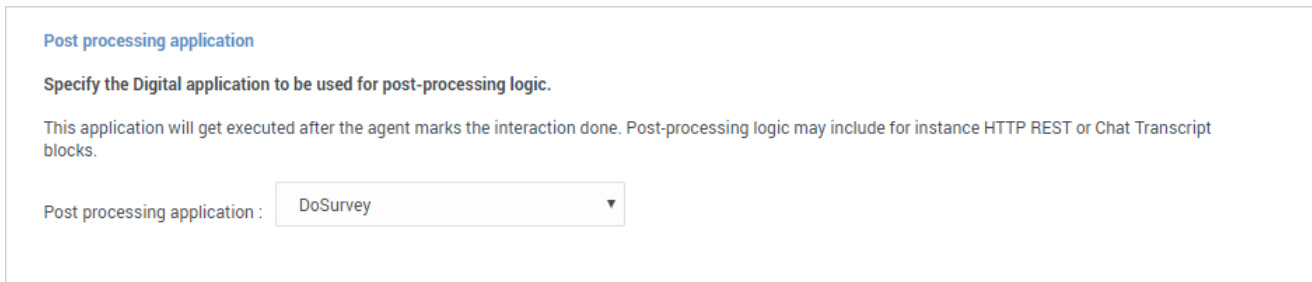 Post processing application
Specify the Digital application to be used for post-processing logic.
This application will get executed after the agent marks the interaction done. Post-processing logic may include for instance HTTP REST or Chat Transcript
blocks.
Post processing application : DoSurvey